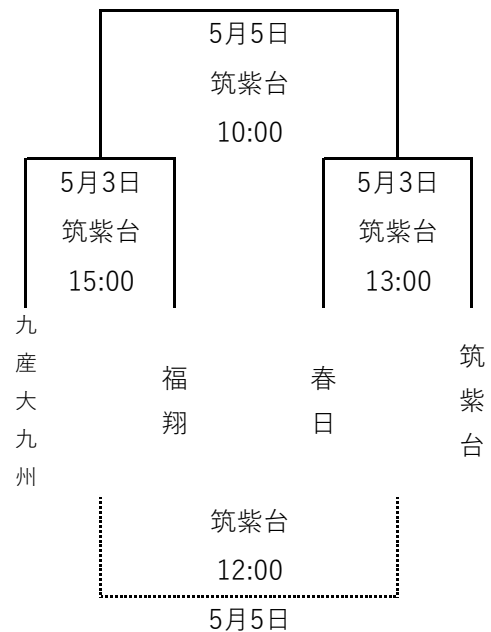 5月5日
筑紫台
10:00
5月3日
筑紫台
15:00
5月3日
筑紫台
13:00
九産大九州
福翔
春日
筑紫台
筑紫台
12:00
5月5日